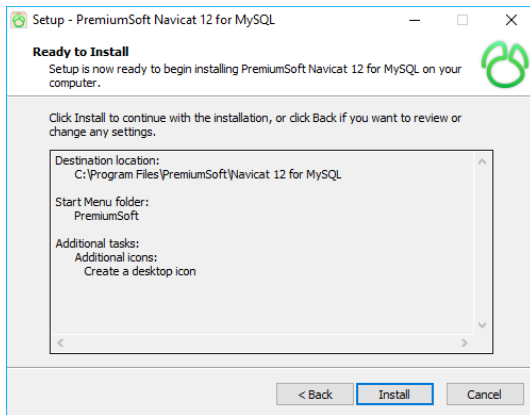 Setup - PremiumSoft Navicat 12 for MySQL
Ready to Install
Setup is now ready to begin installing PremiumSoft Navicat 12 for MySQL on your
computer.
Click Install to continue with the installation, or click Back if you want to review or
change any settings.
Destination location:
C:\Program Files\PremiumSoft\Navicat 12 for MySQL
Start Menu folder:
PremiumSoft
Additional tasks:
Additional icons:
Create a desktop icon
< Back
Install
Cancel